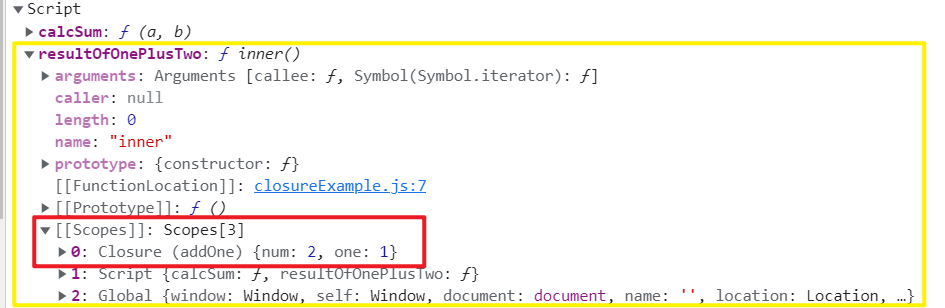 ▼ Script
▶ calcSum: ƒ (a, b)
▼ resultOfOnePlusTwo: ƒ inner()
▶ arguments: Arguments [callee: ƒ, Symbol(Symbol.iterator): ƒ]
caller: null
length: 0
name: "inner"
▶ prototype: {constructor: ƒ}
[[FunctionLocation]]: closureExample.js:7
▶ [[Prototype]]: ƒ ()
▼ [[Scopes]]: Scopes[3]
▶ 0: Closure (addOne) {num: 2, one: 1}
▶ 1: Script {calcSum: ƒ, resultOfOnePlusTwo: ƒ}
▶ 2: Global {window: Window, self: Window, document: document, name: '', location: Location, …}